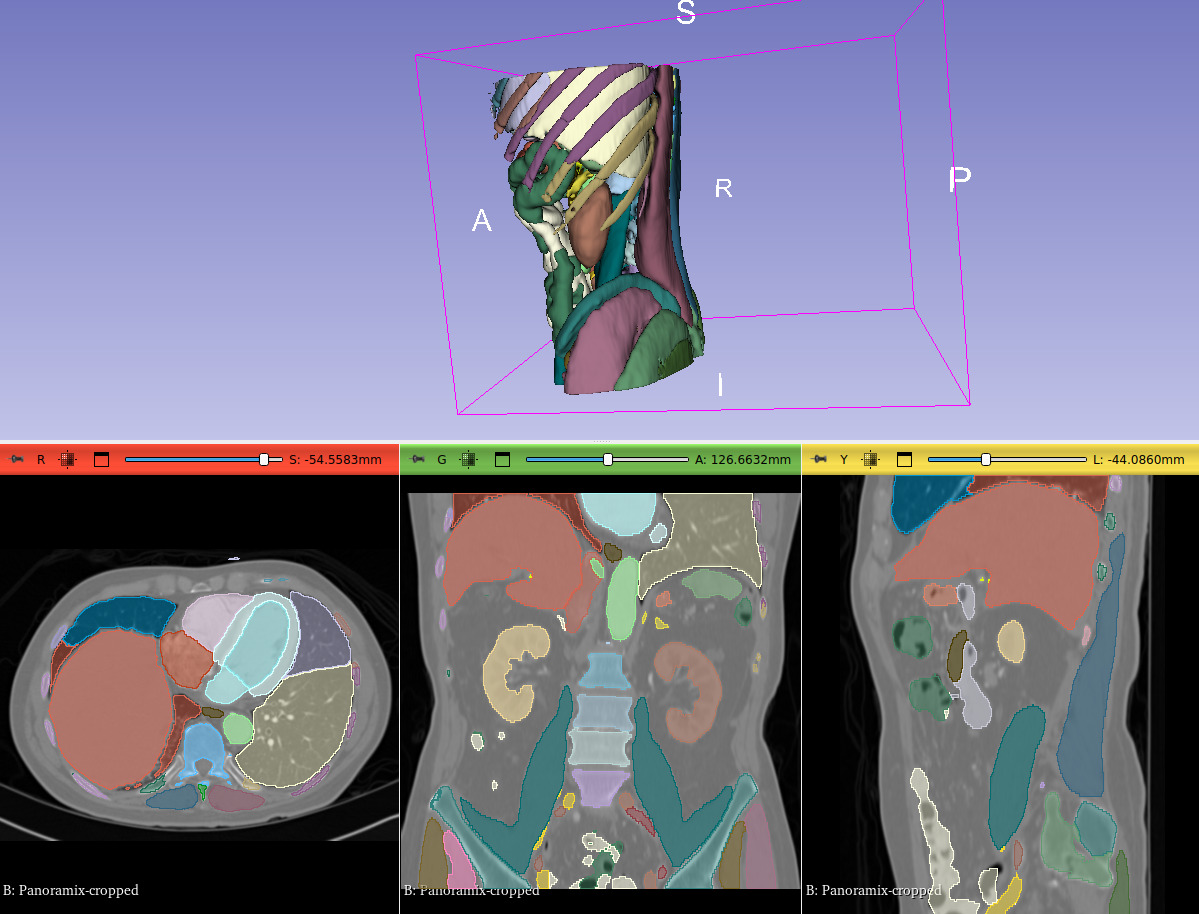 S
P
R
A
I
R S: -54.5583mm
G A: 126.6632mm
Y L: -44.0860mm
B: Panoramix-cropped
B: Panoramix-cropped
B: Panoramix-cropped